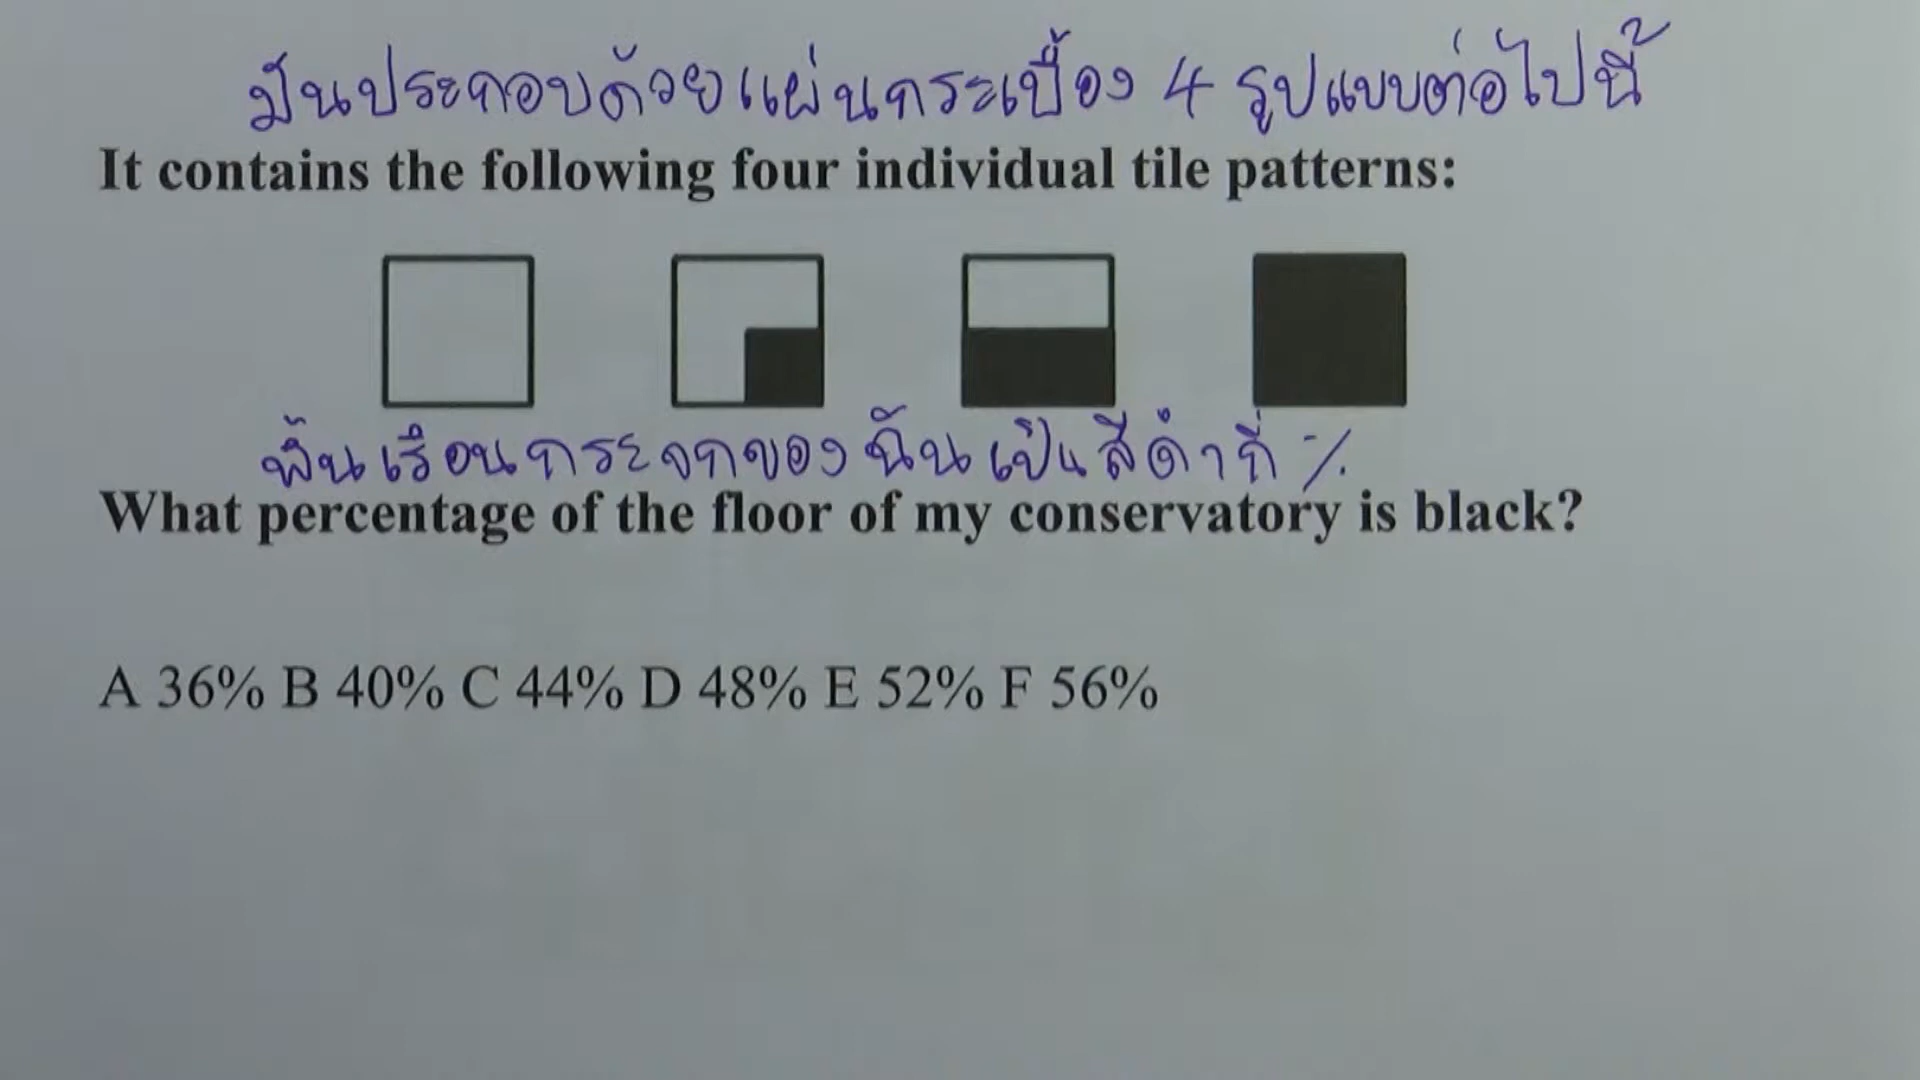 มันประกอบด้วยแผ่นกระเบื้อง 4 รูปแบบต่อไปนี้
It contains the following four individual tile patterns:
พื้นเรือนกระจกของฉันเป็นสีดำกี่ %
What percentage of the floor of my conservatory is black?
A 36% B 40% C 44% D 48% E 52% F 56%